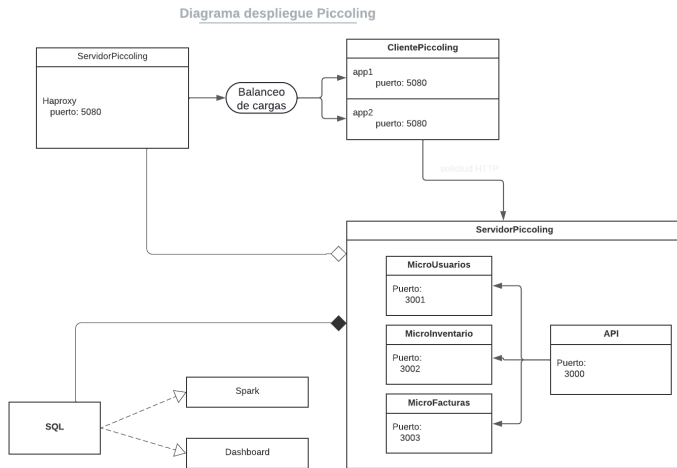 Diagrama despliegue Piccoling
ServidorPiccoling
Haproxy
puerto: 5080
Balanceo
de cargas
ClientePiccoling
app1
puerto: 5080
app2
puerto: 5080
solicitud HTTP
ServidorPiccoling
MicroUsuarios
Puerto:
3001
MicroInventario
Puerto:
3002
MicroFacturas
Puerto:
3003
API
Puerto:
3000
SQL
Spark
Dashboard